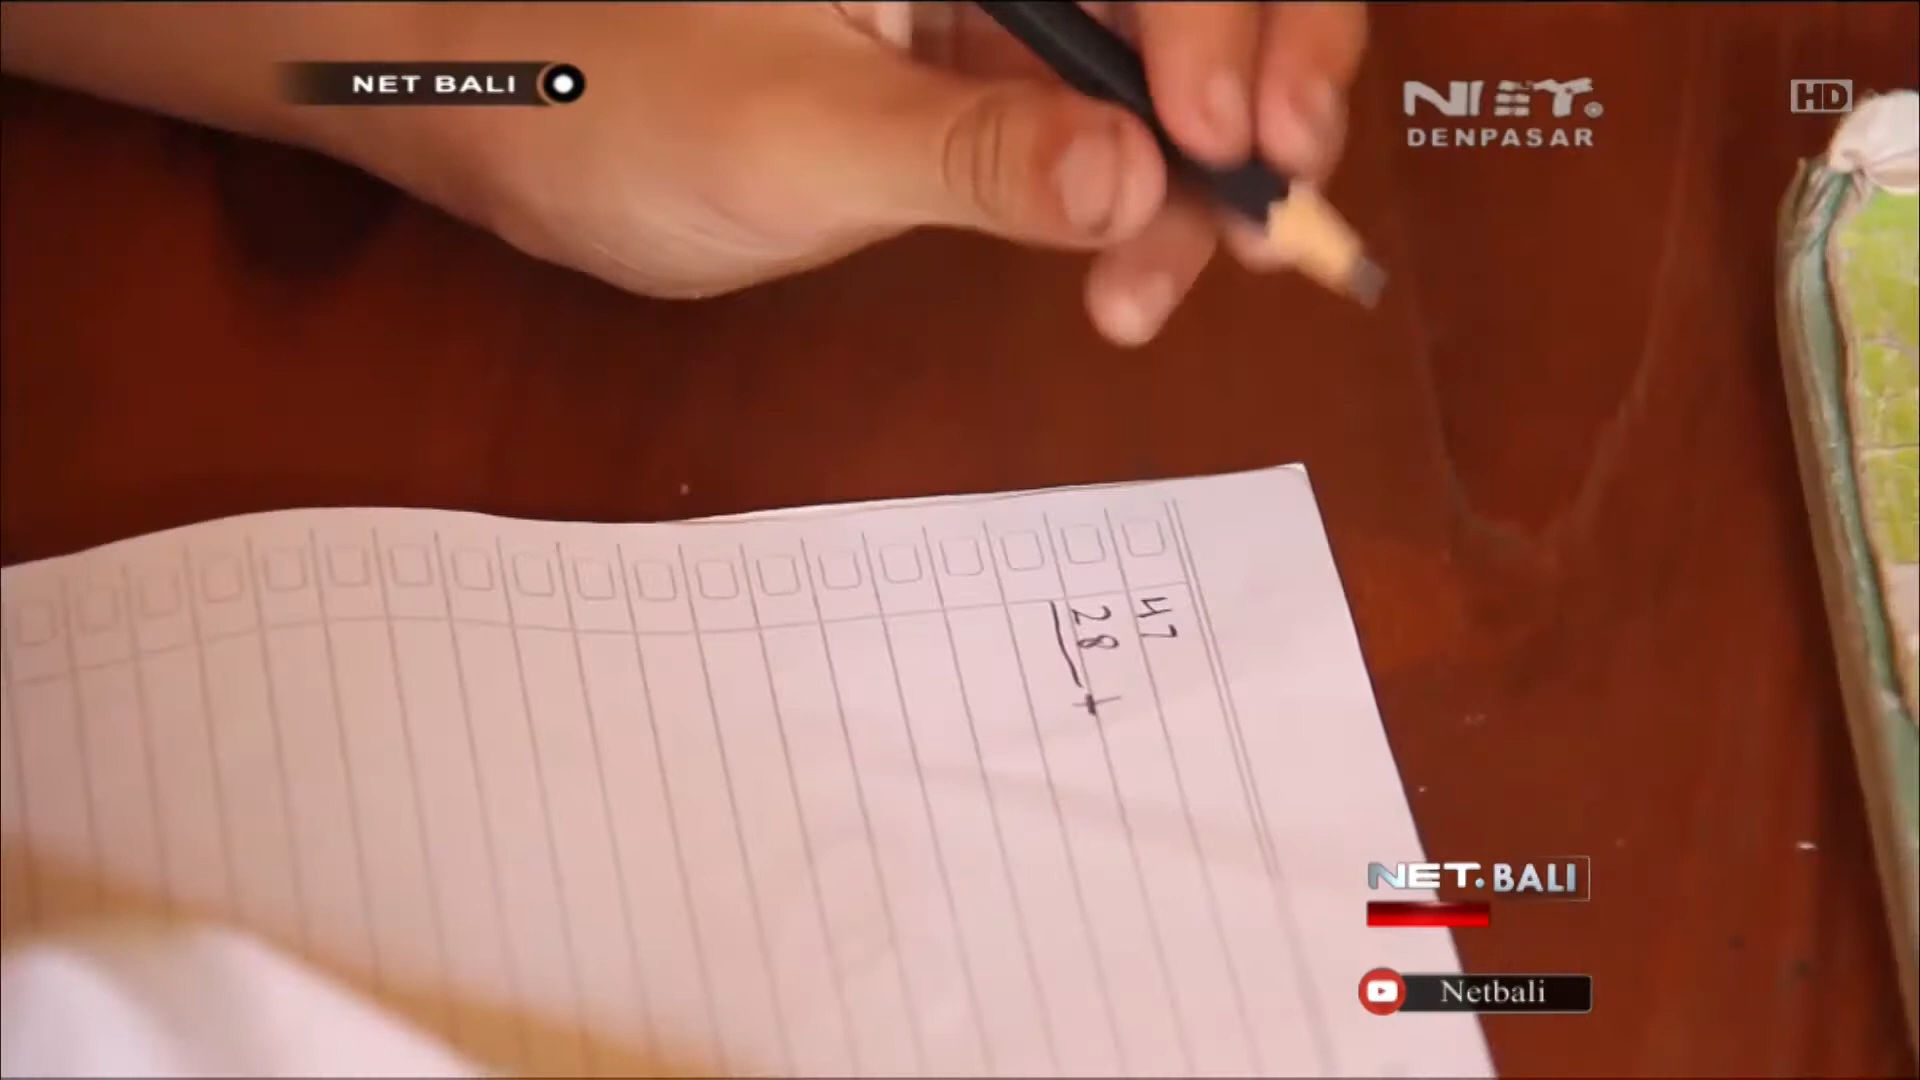 NET BALI
NET.
DENPASAR
HD
47
28
+
NET.BALI
Netbali